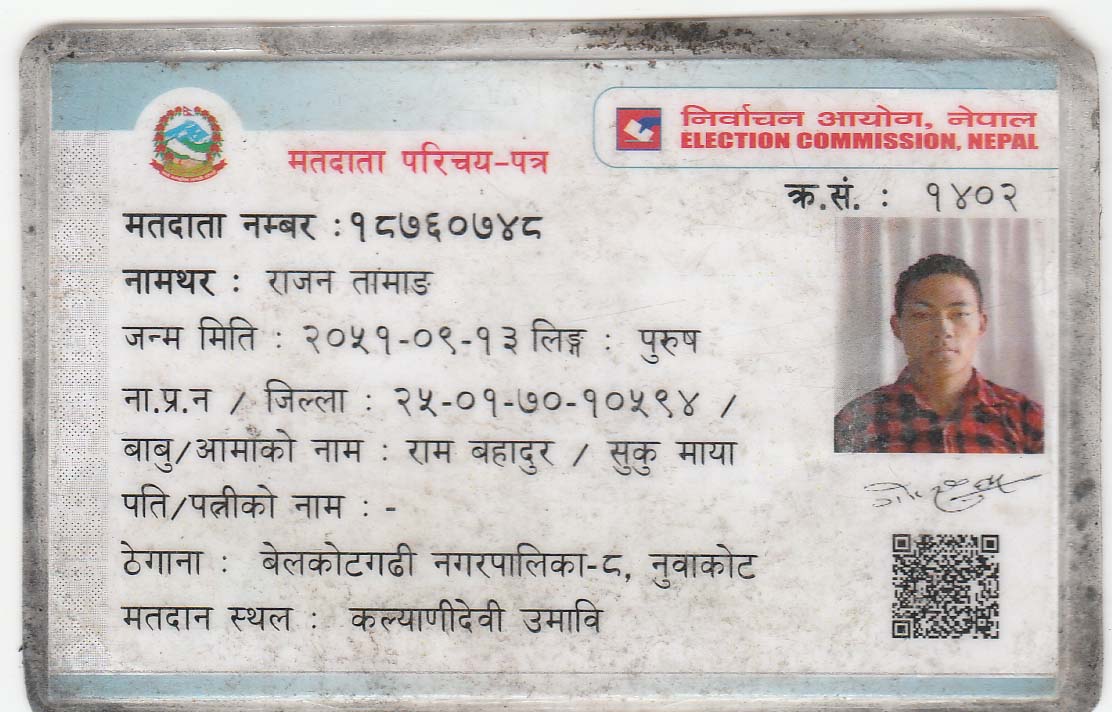 निर्वाचन आयोग, नेपाल
ELECTION COMMISSION, NEPAL
मतदाता परिचय-पत्र
क्र.सं. : १४०२
मतदाता नम्बर :१८७६०७४८
नामथर : राजन तामाङ
जन्म मिति : २०५१-०९-१३ लिङ्ग : पुरुष
ना.प्र.न / जिल्ला : २५-०१-७०-१०५९४ /
बाबु/आमाँको नाम : राम बहादुर / सुकु माया
पति/पत्नीको नाम : -
ठेगाना : बेलकोटगढी नगरपालिका-८, नुवाकोट
मतदान स्थल : कल्याणीदेवी उमावि